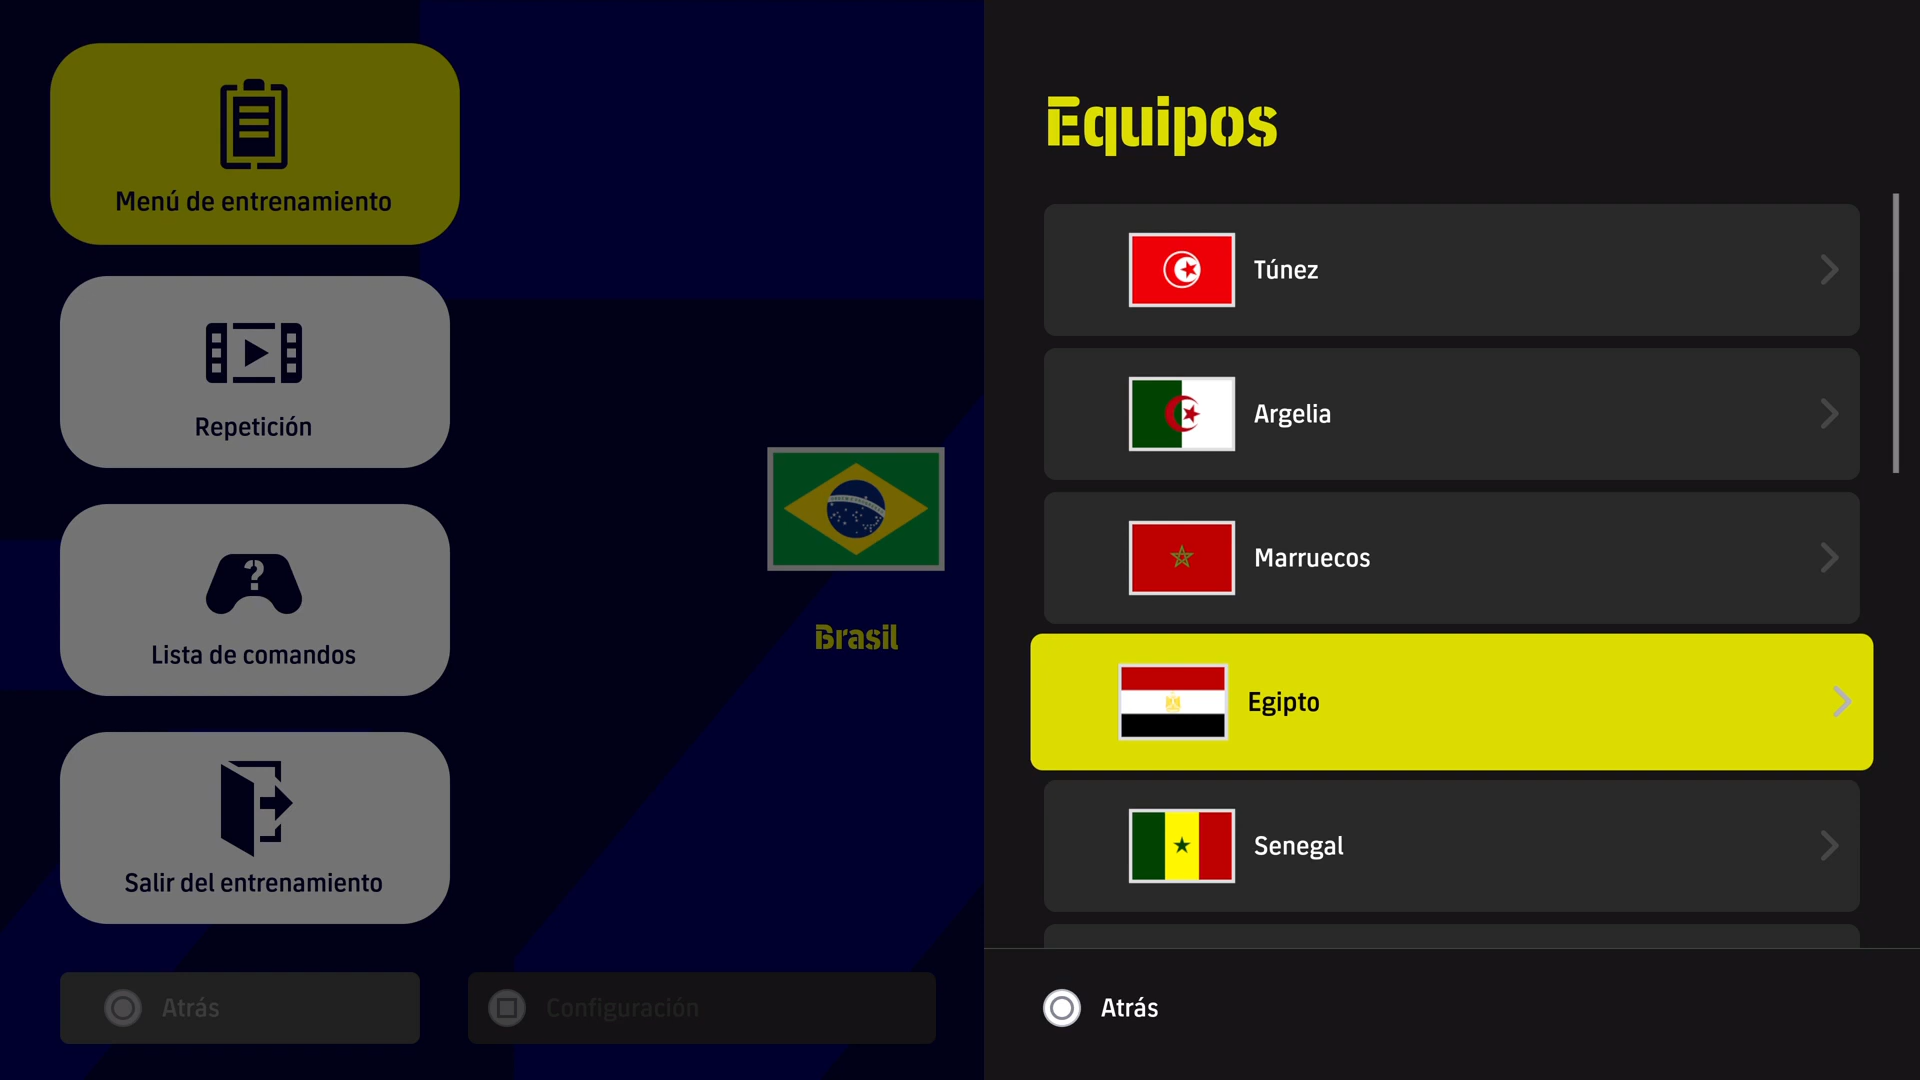 Menú de entrenamiento
Repetición
Lista de comandos
Salir del entrenamiento
Atrás
Configuración
Brasil
Equipos
Túnez
Argelia
Marruecos
Egipto
Senegal
Atrás